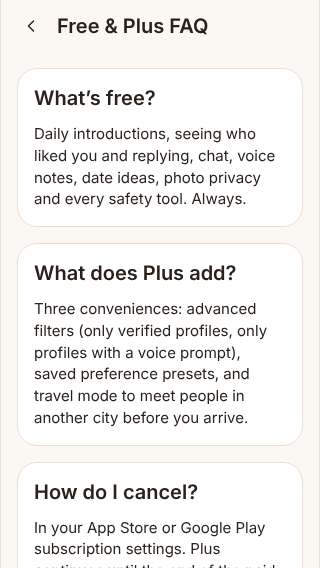 Free & Plus FAQ
What’s free?
Daily introductions, seeing who
liked you and replying, chat, voice
notes, date ideas, photo privacy
and every safety tool. Always.
What does Plus add?
Three conveniences: advanced
filters (only verified profiles, only
profiles with a voice prompt),
saved preference presets, and
travel mode to meet people in
another city before you arrive.
How do I cancel?
In your App Store or Google Play
subscription settings. Plus